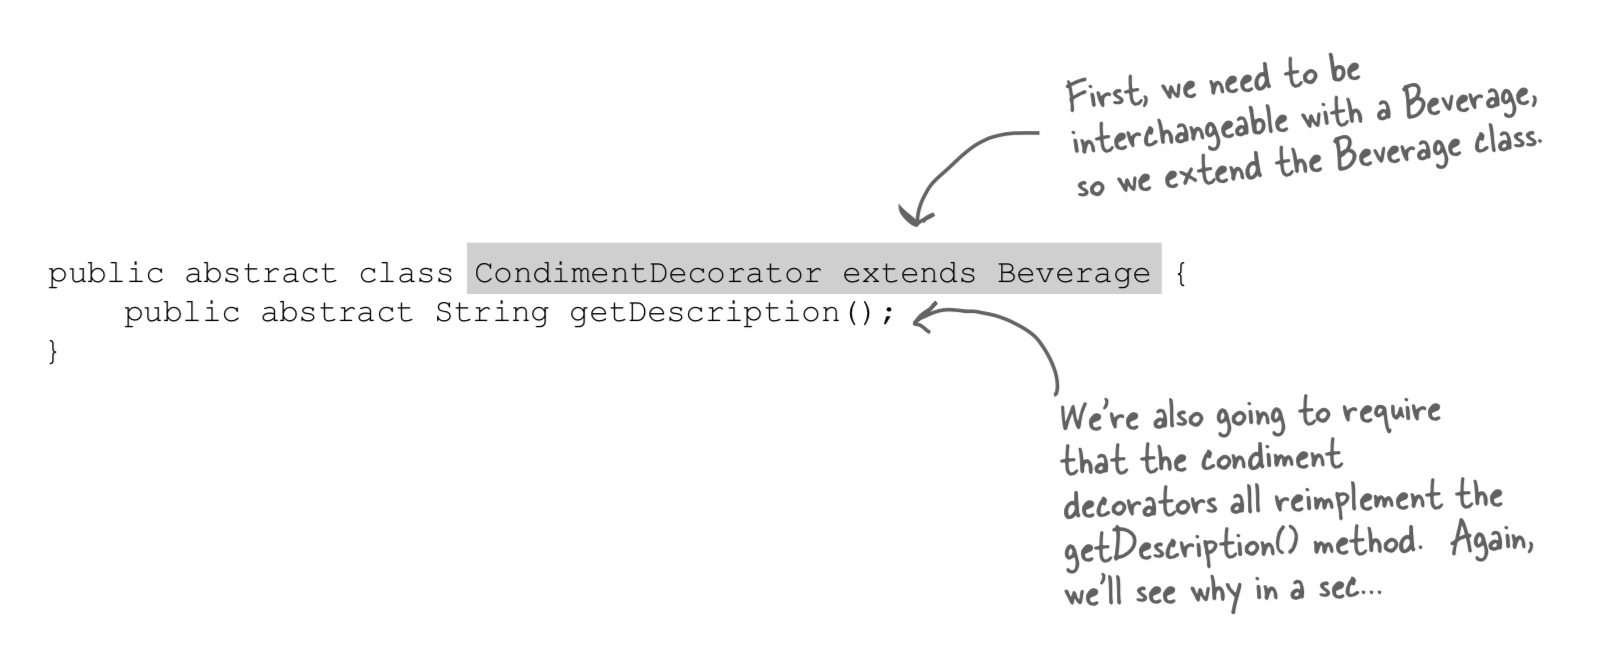 First, we need to be
interchangeable with a Beverage,
so we extend the Beverage class.
public abstract class CondimentDecorator extends Beverage {
    public abstract String getDescription();
}
We're also going to require
that the condiment
decorators all reimplement the
getDescription() method.  Again,
we'll see why in a sec...